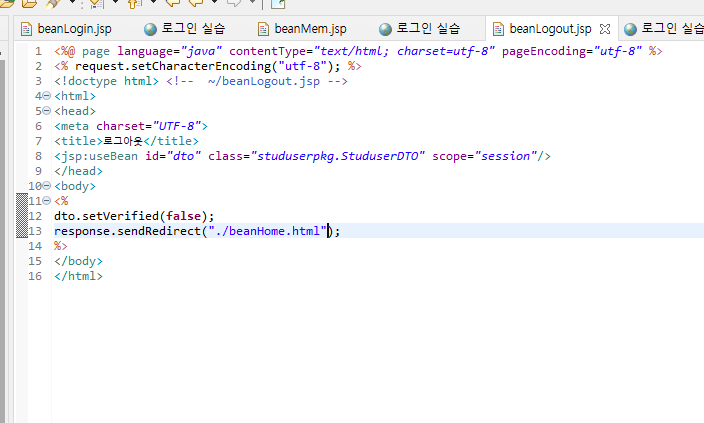 beanLogin.jsp 로그인 실습 beanMem.jsp 로그인 실습 beanLogout.jsp 로그인 실습
1 <%@ page language="java" contentType="text/html; charset=utf-8" pageEncoding="utf-8" %>
2 <% request.setCharacterEncoding("utf-8"); %>
3 <!doctype html> <!--  ~/beanLogout.jsp -->
4 <html>
5 <head>
6 <meta charset="UTF-8">
7 <title>로그아웃</title>
8 <jsp:useBean id="dto" class="studuserpkg.StuduserDTO" scope="session"/>
9 </head>
10 <body>
11 <%
12 dto.setVerified(false);
13 response.sendRedirect("./beanHome.html");
14 %>
15 </body>
16 </html>